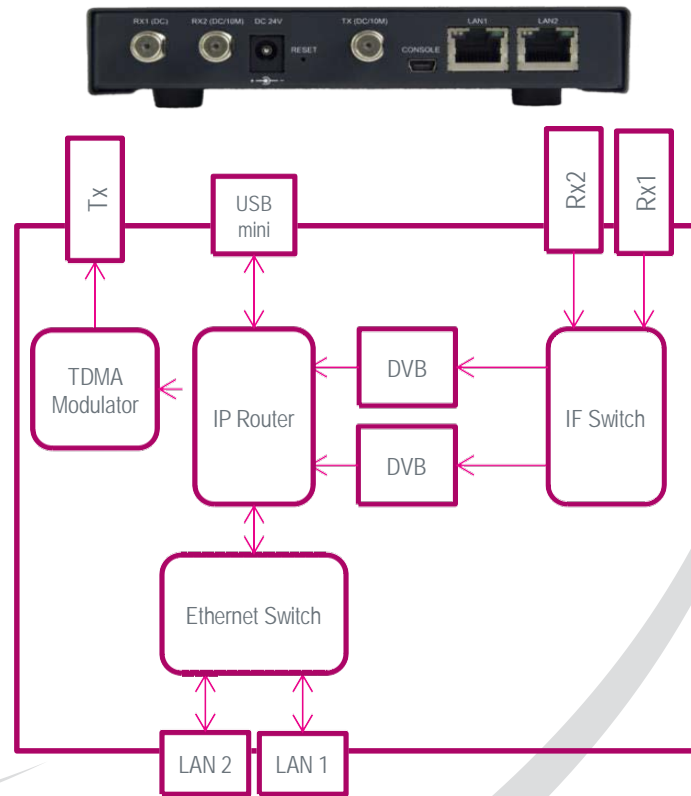 RX1 (DC)
RX2 (DC/10M)
DC 24V
RESET
TX (DC/10M)
CONSOLE
LAN1
LAN2
Tx
USB
mini
Rx2
Rx1
TDMA
Modulator
IP Router
DVB
DVB
IF Switch
Ethernet Switch
LAN 2
LAN 1